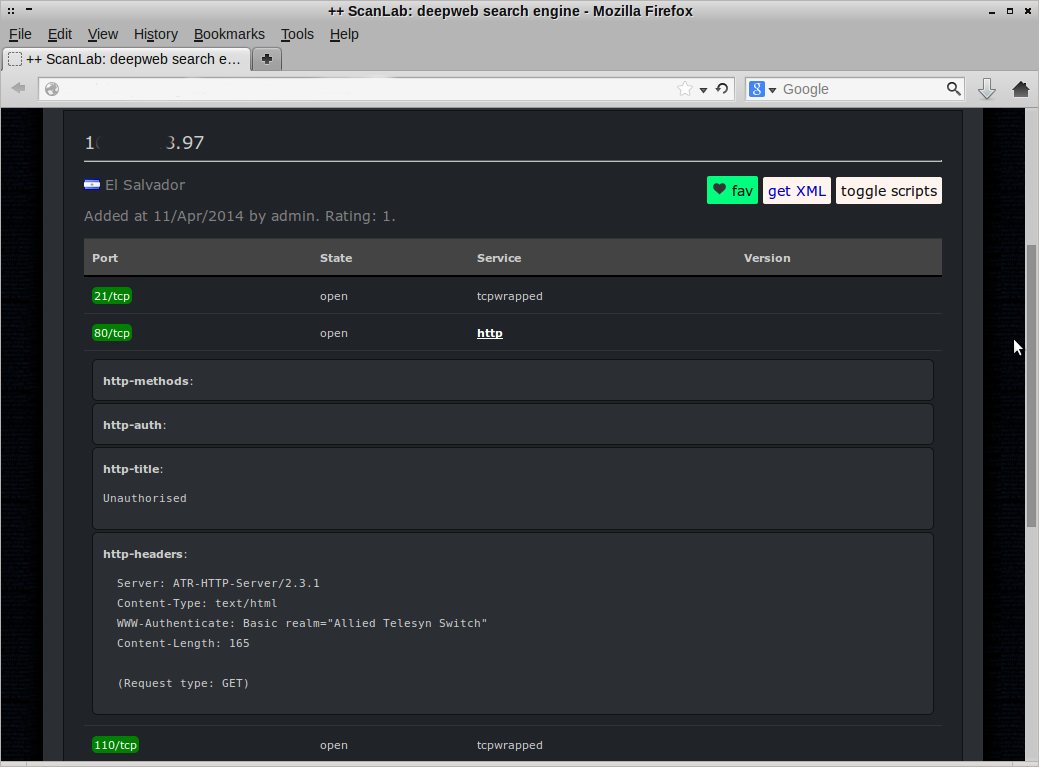 ++ ScanLab: deepweb search engine - Mozilla Firefox
File Edit View History Bookmarks Tools Help
++ ScanLab: deepweb search e...
8 Google
3.97
El Salvador
fav get XML toggle scripts
Added at 11/Apr/2014 by admin. Rating: 1.
Port State Service Version
21/tcp open tcpwrapped
80/tcp open http
http-methods:
http-auth:
http-title:
Unauthorised
http-headers:
Server: ATR-HTTP-Server/2.3.1
Content-Type: text/html
WWW-Authenticate: Basic realm="Allied Telesyn Switch"
Content-Length: 165
(Request type: GET)
110/tcp open tcpwrapped